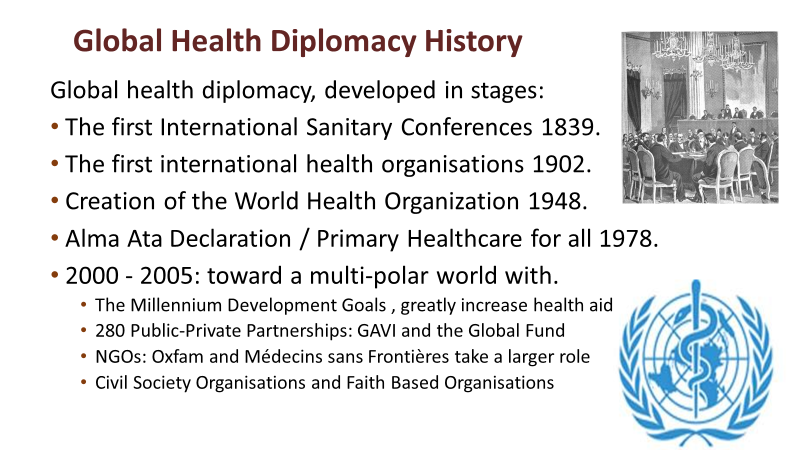 Global Health Diplomacy History
Global health diplomacy, developed in stages:
• The first International Sanitary Conferences 1839.
• The first international health organisations 1902.
• Creation of the World Health Organization 1948.
• Alma Ata Declaration / Primary Healthcare for all 1978.
• 2000 - 2005: toward a multi-polar world with.
• The Millennium Development Goals , greatly increase health aid
• 280 Public-Private Partnerships: GAVI and the Global Fund
• NGOs: Oxfam and Médecins sans Frontières take a larger role
• Civil Society Organisations and Faith Based Organisations